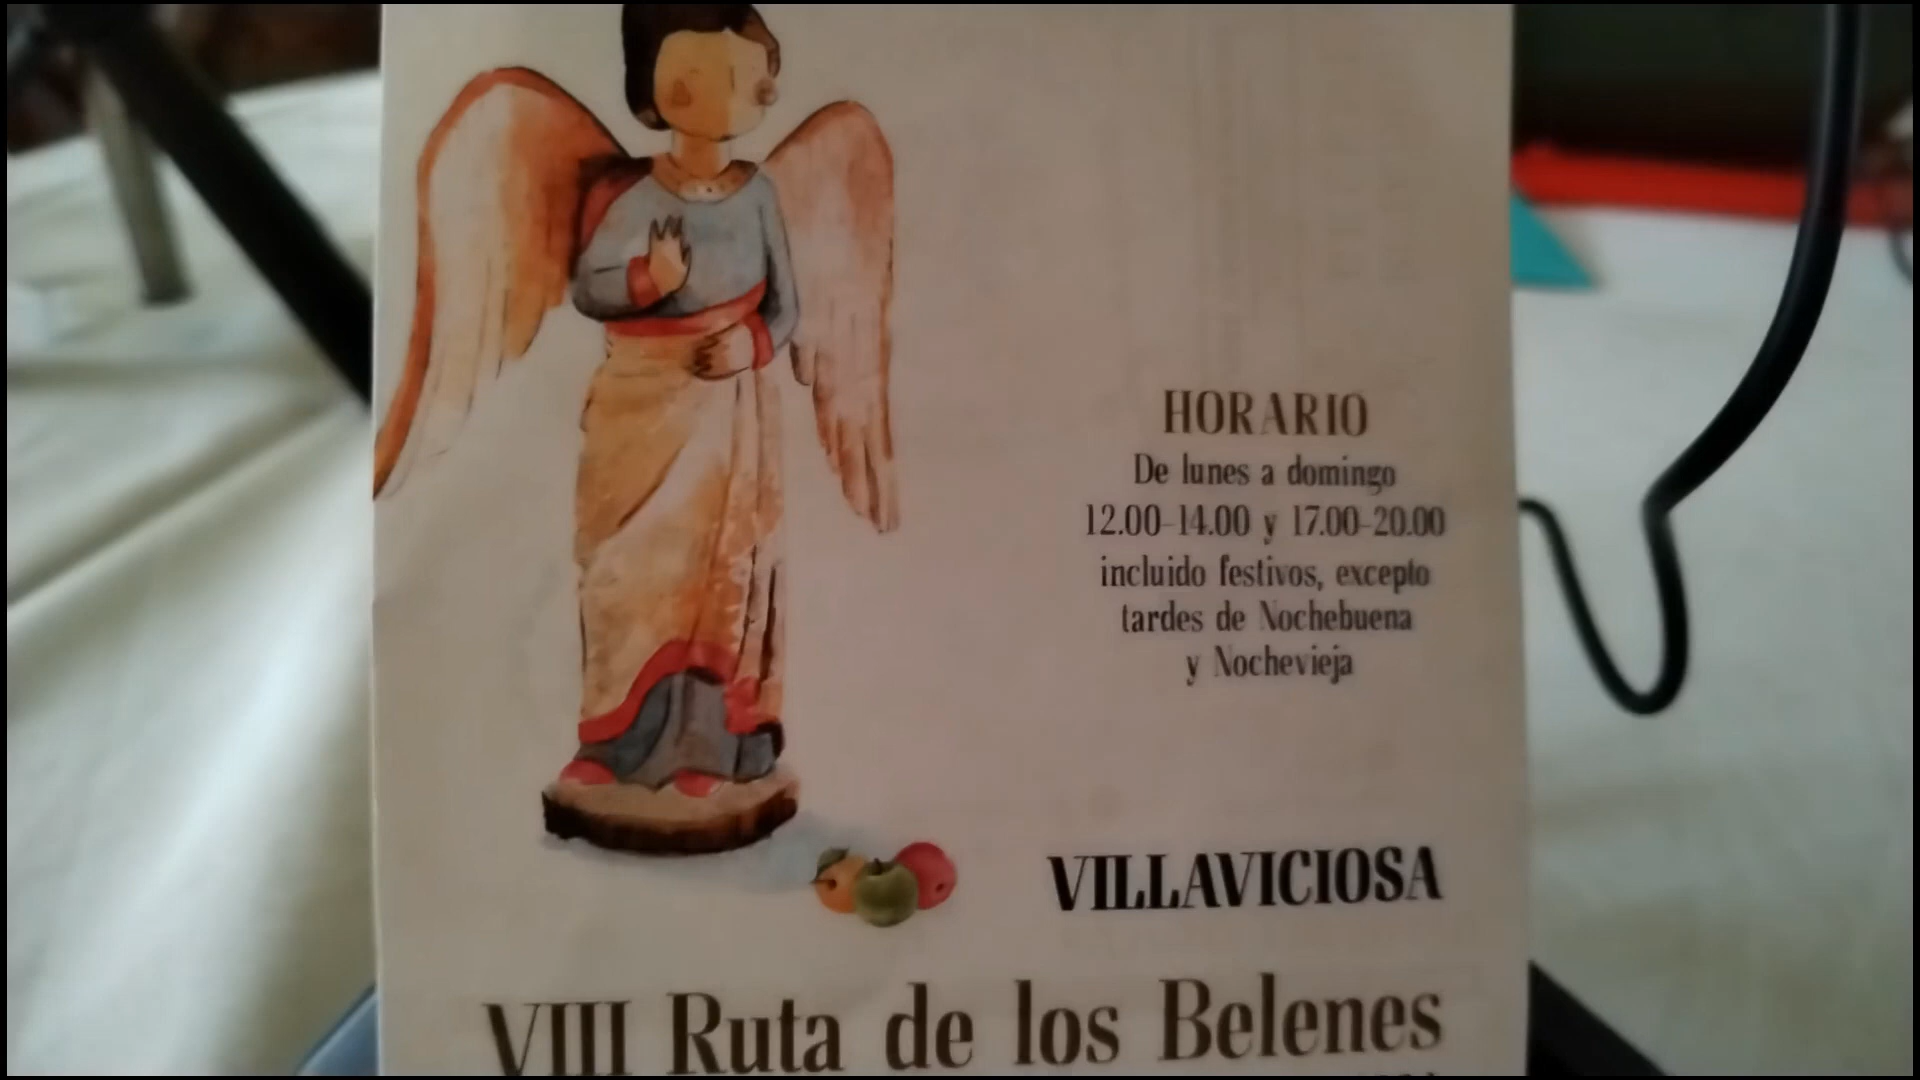 HORARIO
De lunes a domingo
12.00-14.00 y 17.00-20.00
incluido festivos, excepto
tardes de Nochebuena
y Nochevieja
VILLAVICIOSA
VIII Ruta de los Belenes